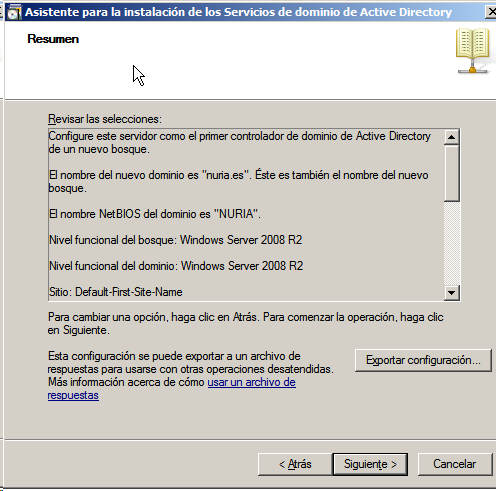 Asistente para la instalación de los Servicios de dominio de Active Directory
Resumen
Revisar las selecciones:
Configure este servidor como el primer controlador de dominio de Active Directory
de un nuevo bosque.
El nombre del nuevo dominio es "nuria.es". Éste es también el nombre del nuevo
bosque.
El nombre NetBIOS del dominio es "NURIA".
Nivel funcional del bosque: Windows Server 2008 R2
Nivel funcional del dominio: Windows Server 2008 R2
Sitio: Default-First-Site-Name
Para cambiar una opción, haga clic en Atrás. Para comenzar la operación, haga clic
en Siguiente.
Esta configuración se puede exportar a un archivo de
respuestas para usarse con otras operaciones desatendidas.
Más información acerca de cómo usar un archivo de
respuestas
Exportar configuración...
< Atrás
Siguiente >
Cancelar